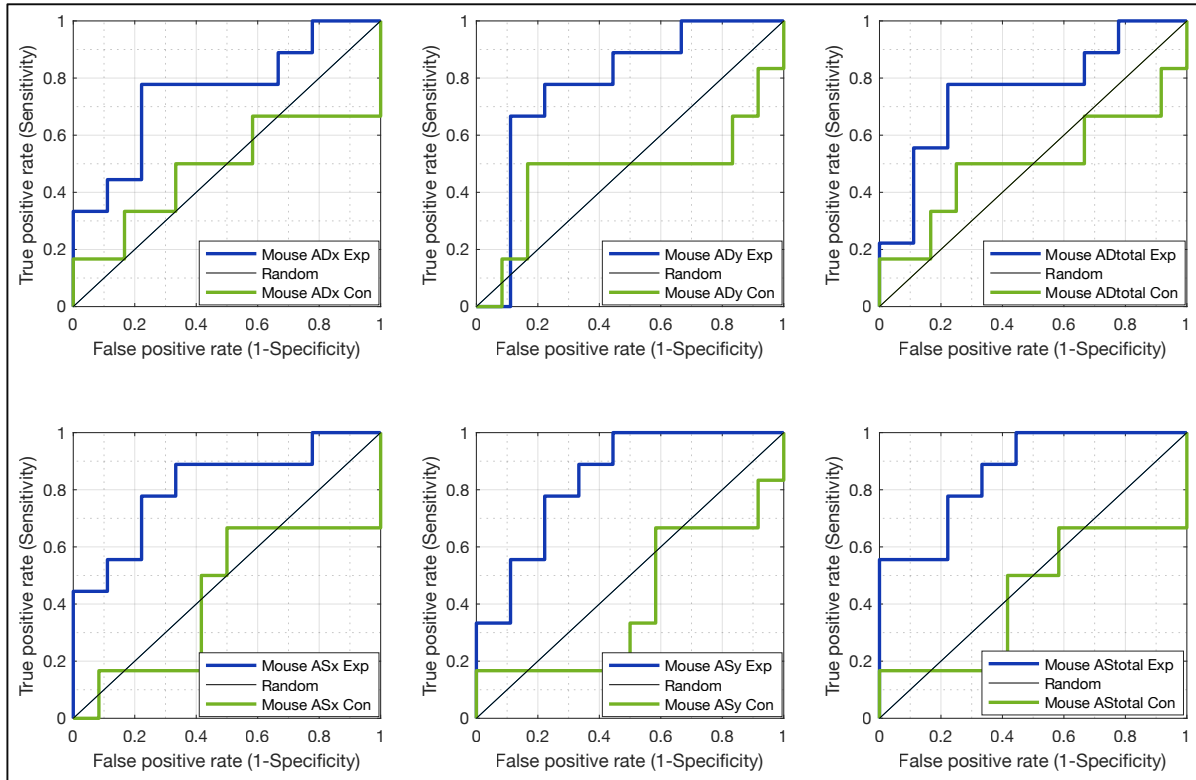 True positive rate (Sensitivity)
1
0.8
0.6
0.4
0.2
0
Mouse ADx Exp
Random
Mouse ADx Con
0 0.2 0.4 0.6 0.8 1
False positive rate (1-Specificity)
True positive rate (Sensitivity)
1
0.8
0.6
0.4
0.2
0
Mouse ADy Exp
Random
Mouse ADy Con
0 0.2 0.4 0.6 0.8 1
False positive rate (1-Specificity)
True positive rate (Sensitivity)
1
0.8
0.6
0.4
0.2
0
Mouse ADtotal Exp
Random
Mouse ADtotal Con
0 0.2 0.4 0.6 0.8 1
False positive rate (1-Specificity)
True positive rate (Sensitivity)
1
0.8
0.6
0.4
0.2
0
Mouse ASx Exp
Random
Mouse ASx Con
0 0.2 0.4 0.6 0.8 1
False positive rate (1-Specificity)
True positive rate (Sensitivity)
1
0.8
0.6
0.4
0.2
0
Mouse ASy Exp
Random
Mouse ASy Con
0 0.2 0.4 0.6 0.8 1
False positive rate (1-Specificity)
True positive rate (Sensitivity)
1
0.8
0.6
0.4
0.2
0
Mouse AStotal Exp
Random
Mouse AStotal Con
0 0.2 0.4 0.6 0.8 1
False positive rate (1-Specificity)